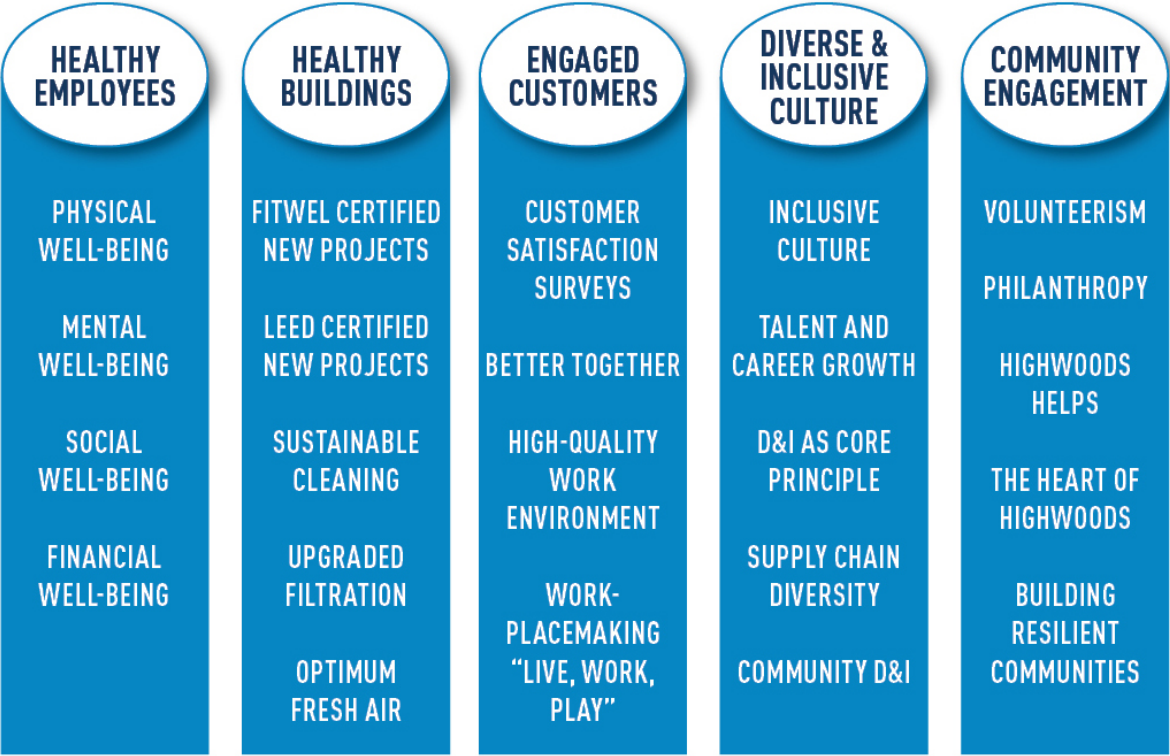 HEALTHY
EMPLOYEES
PHYSICAL
WELL-BEING
MENTAL
WELL-BEING
SOCIAL
WELL-BEING
FINANCIAL
WELL-BEING
HEALTHY
BUILDINGS
FITWEL CERTIFIED
NEW PROJECTS
LEED CERTIFIED
NEW PROJECTS
SUSTAINABLE
CLEANING
UPGRADED
FILTRATION
OPTIMUM
FRESH AIR
ENGAGED
CUSTOMERS
CUSTOMER
SATISFACTION
SURVEYS
BETTER TOGETHER
HIGH-QUALITY
WORK
ENVIRONMENT
WORK-
PLACEMAKING
“LIVE, WORK,
PLAY”
DIVERSE &
INCLUSIVE
CULTURE
INCLUSIVE
CULTURE
TALENT AND
CAREER GROWTH
D&I AS CORE
PRINCIPLE
SUPPLY CHAIN
DIVERSITY
COMMUNITY D&I
COMMUNITY
ENGAGEMENT
VOLUNTEERISM
PHILANTHROPY
HIGHWOODS
HELPS
THE HEART OF
HIGHWOODS
BUILDING
RESILIENT
COMMUNITIES